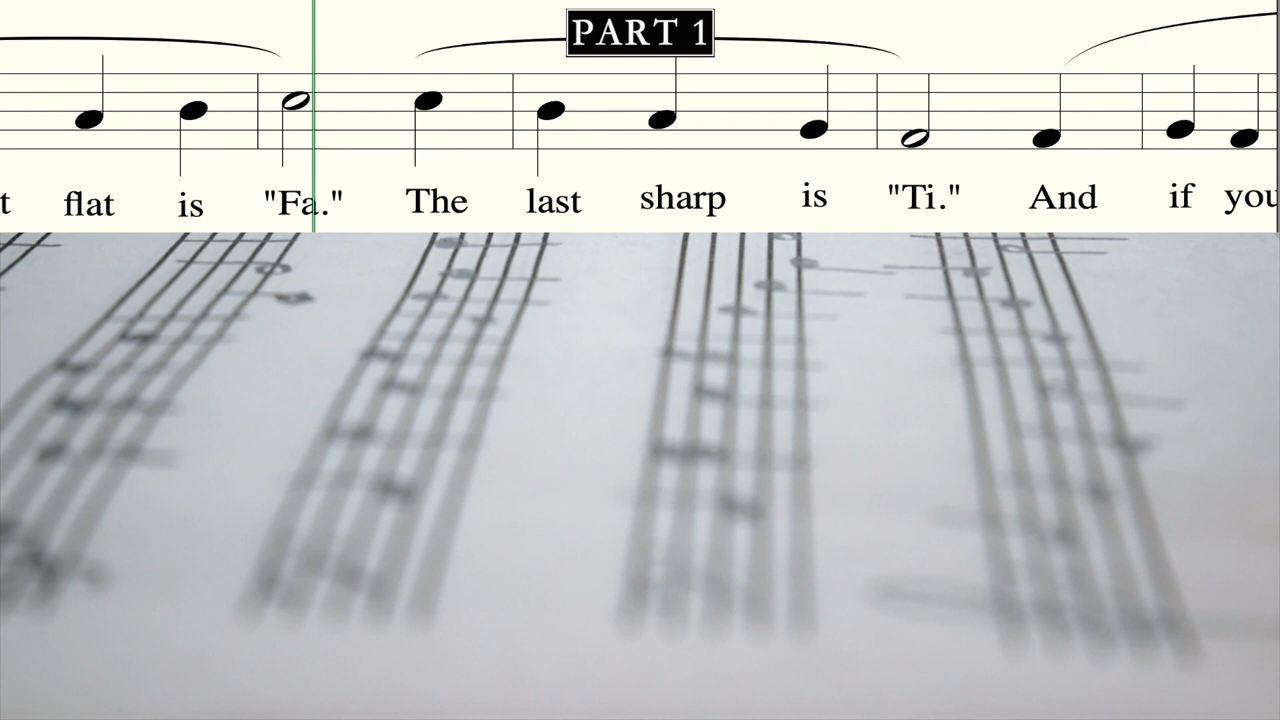 PART 1
t flat is "Fa." The last sharp is "Ti." And if you